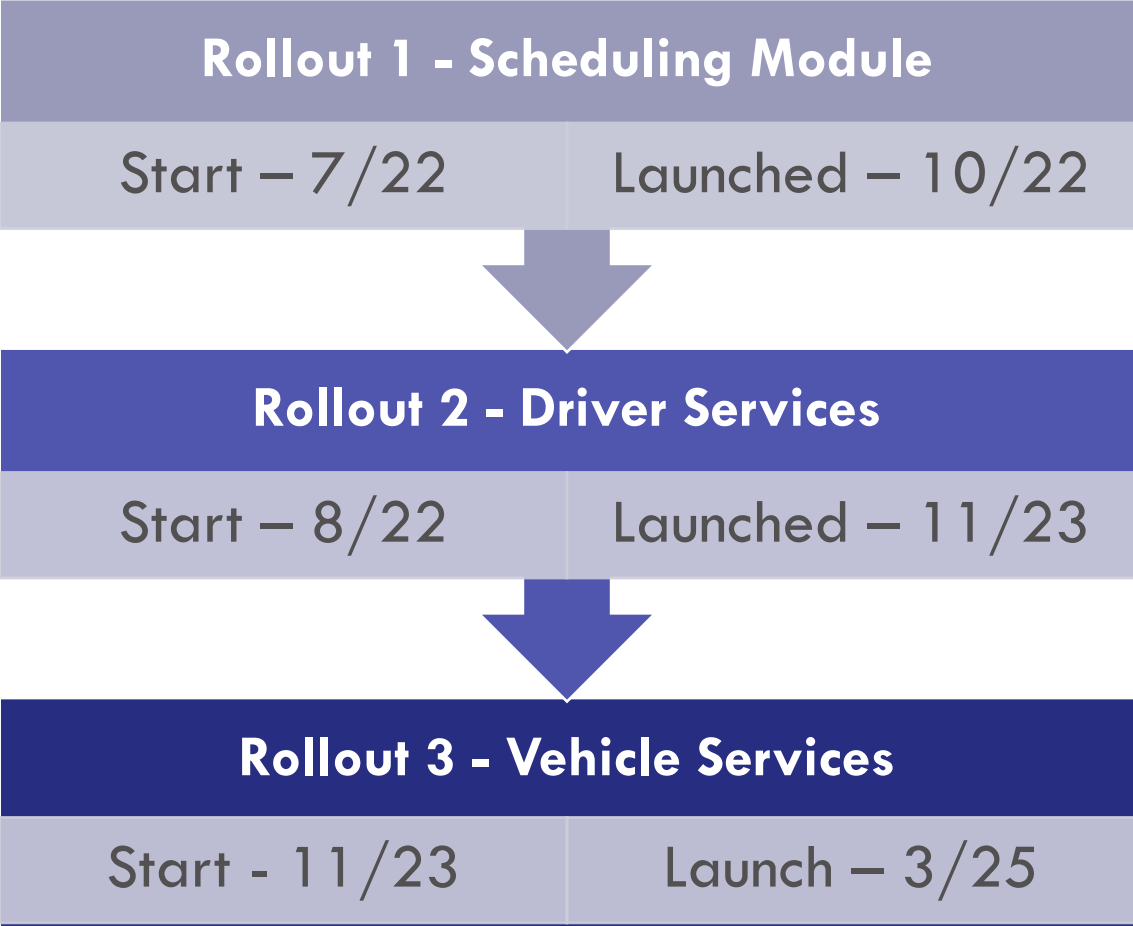 Rollout 1 - Scheduling Module
Start – 7/22
Launched – 10/22
Rollout 2 - Driver Services
Start – 8/22
Launched – 11/23
Rollout 3 - Vehicle Services
Start - 11/23
Launch – 3/25